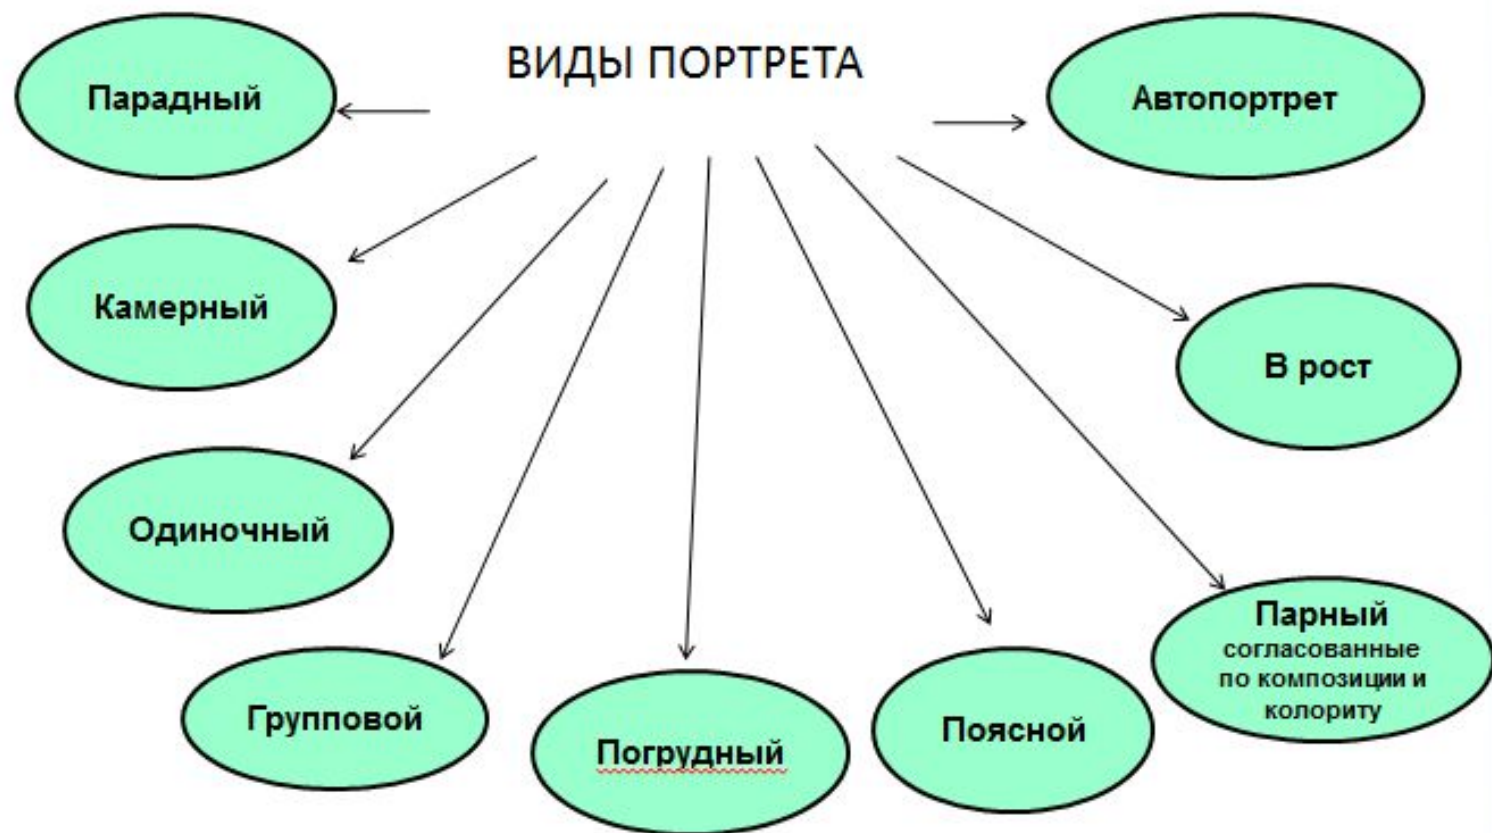 ВИДЫ ПОРТРЕТА
Парадный
Автопортрет
Камерный
В рост
Одиночный
Парный
согласованные
по композиции и
колориту
Групповой
Погрудный
Поясной